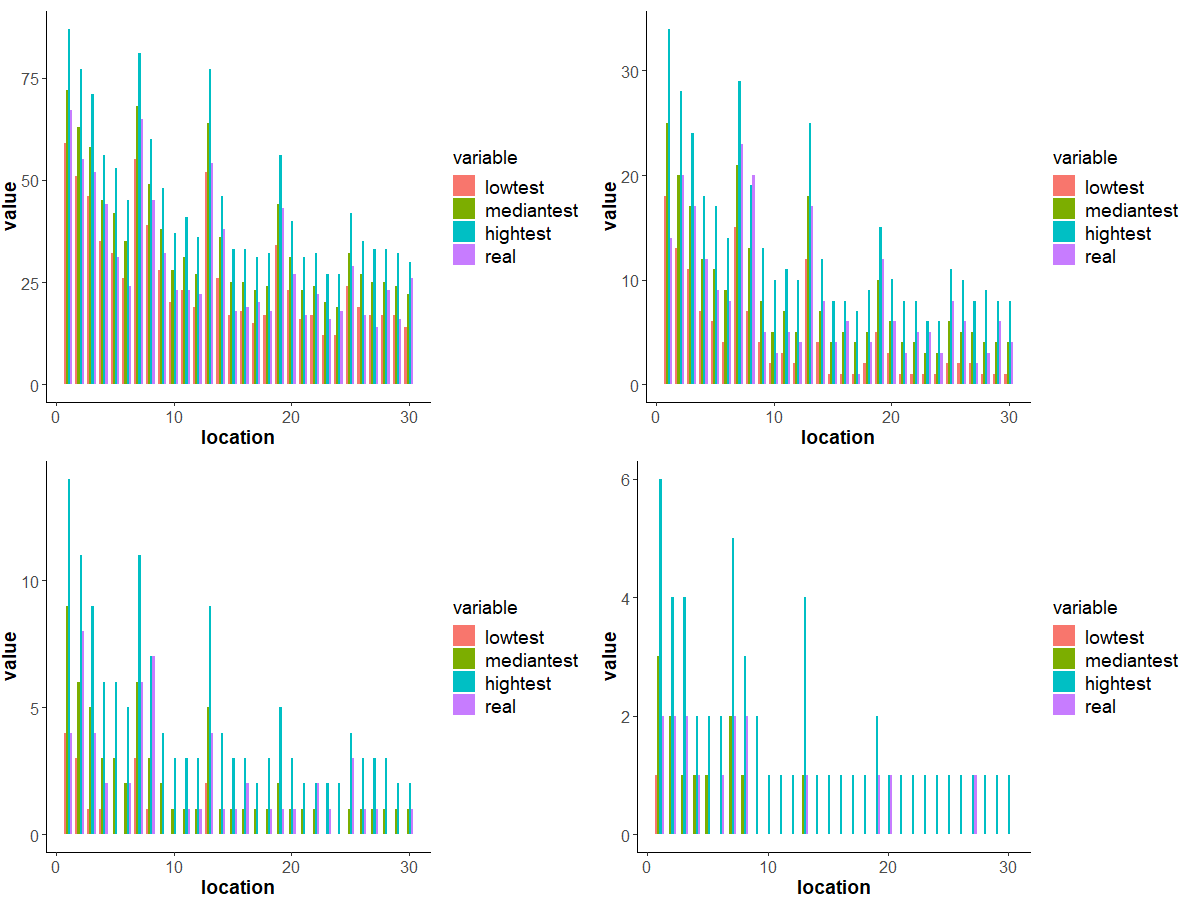 75
50
25
0
0
10
20
30
location
value
variable
lowtest
mediantest
hightest
real
30
20
10
0
0
10
20
30
location
value
variable
lowtest
mediantest
hightest
real
10
5
0
0
10
20
30
location
value
variable
lowtest
mediantest
hightest
real
6
4
2
0
0
10
20
30
location
value
variable
lowtest
mediantest
hightest
real